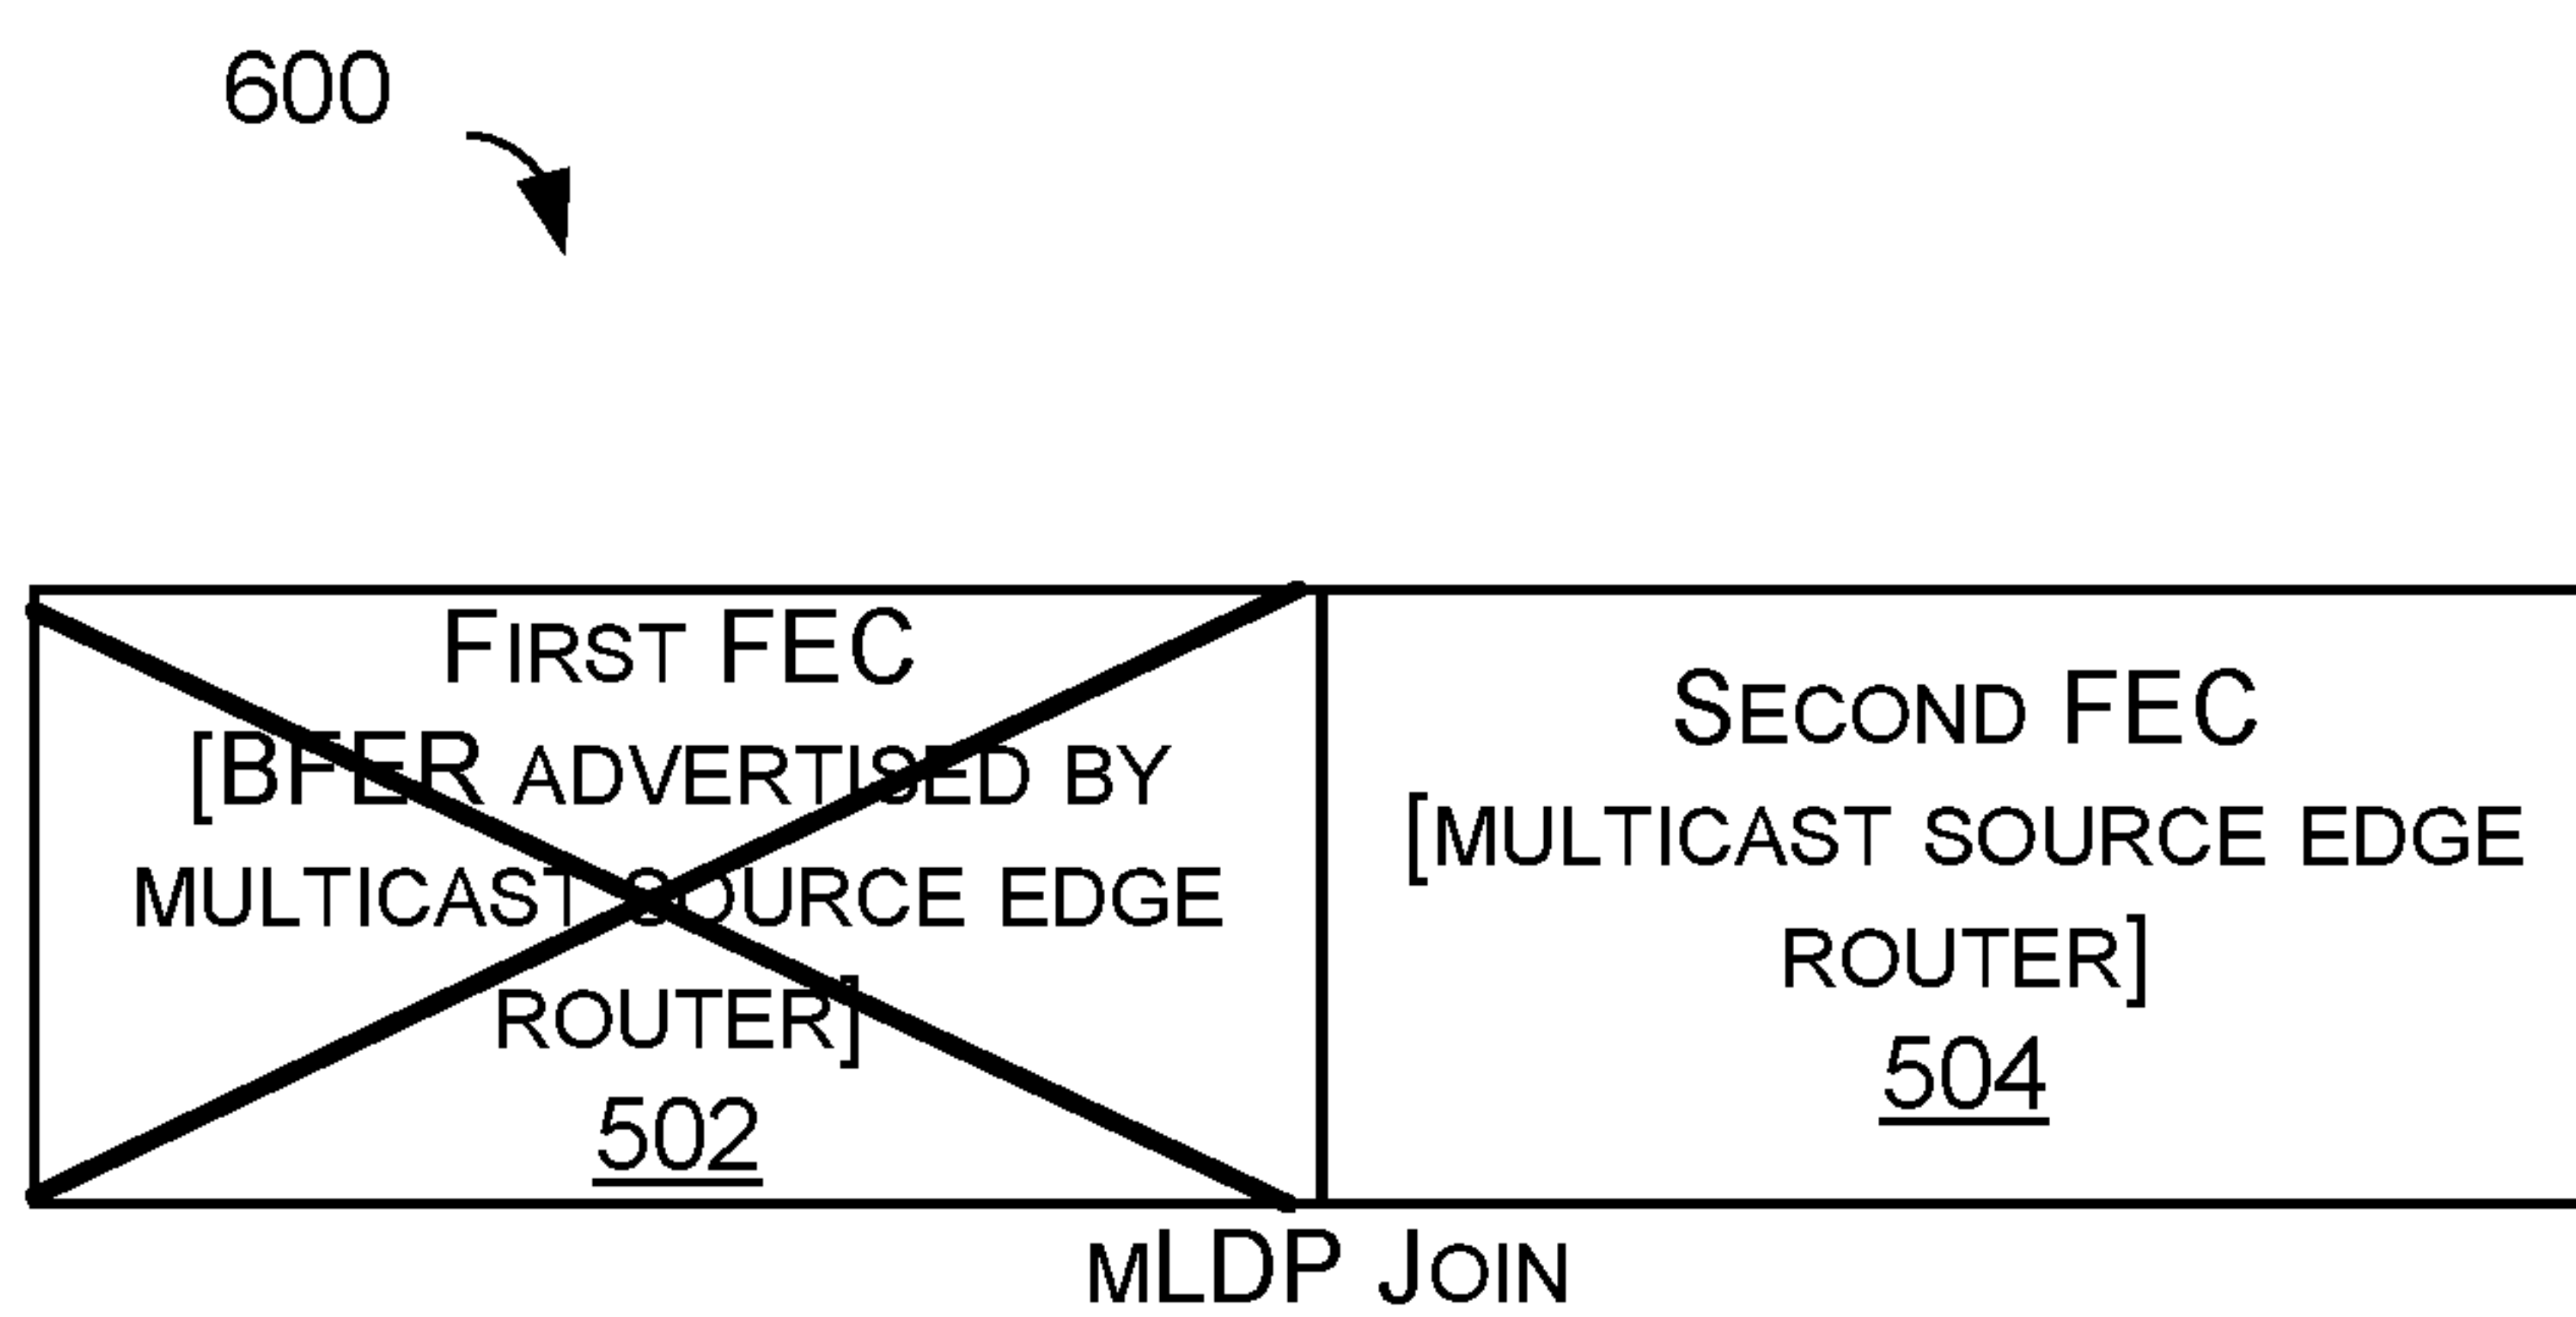 600
First FEC
[BFER advertised by
multicast source edge
router]
502
Second FEC
[multicast source edge
router]
504
mLDP Join